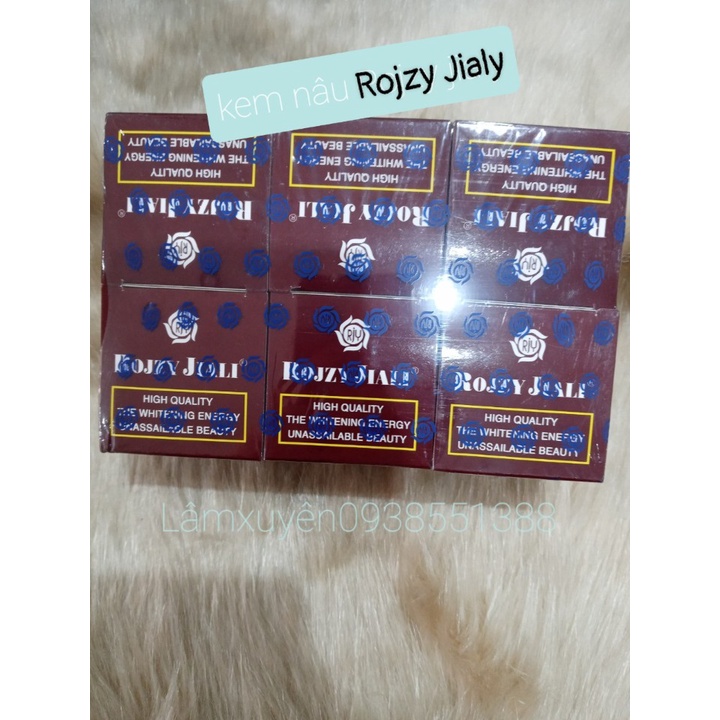 kem nâu Rojzy Jialy
UNASSAILABLE BEAUTY
THE WHITENING ENERGY
HIGH QUALITY
ROJZY JIALI®
UNASSAILABLE BEAUTY
THE WHITENING ENERGY
HIGH QUALITY
ROJZY JIALI®
UNASSAILABLE BEAUTY
THE WHITENING ENERGY
HIGH QUALITY
ROJZY JIALI®
RJU
ROJZY JIALI®
HIGH QUALITY
THE WHITENING ENERGY
UNASSAILABLE BEAUTY
RJU
ROJZY JIALI®
HIGH QUALITY
THE WHITENING ENERGY
UNASSAILABLE BEAUTY
RJU
ROJZY JIALI®
HIGH QUALITY
THE WHITENING ENERGY
UNASSAILABLE BEAUTY
Lâmxuyên0938551388